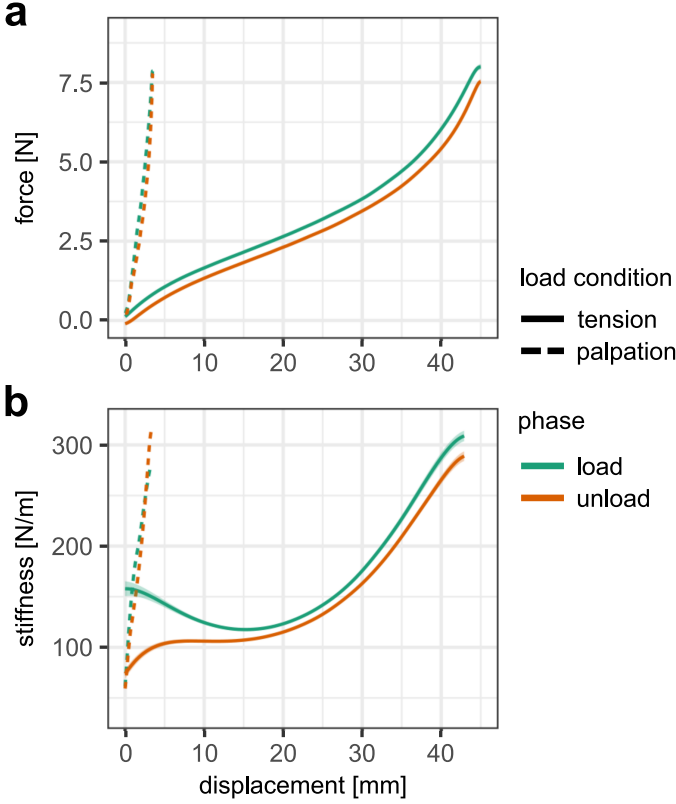 a
force [N]
7.5
5.0
2.5
0.0
0 10 20 30 40
load condition
tension
palpation
b
stiffness [N/m]
300
200
100
0 10 20 30 40
displacement [mm]
phase
load
unload